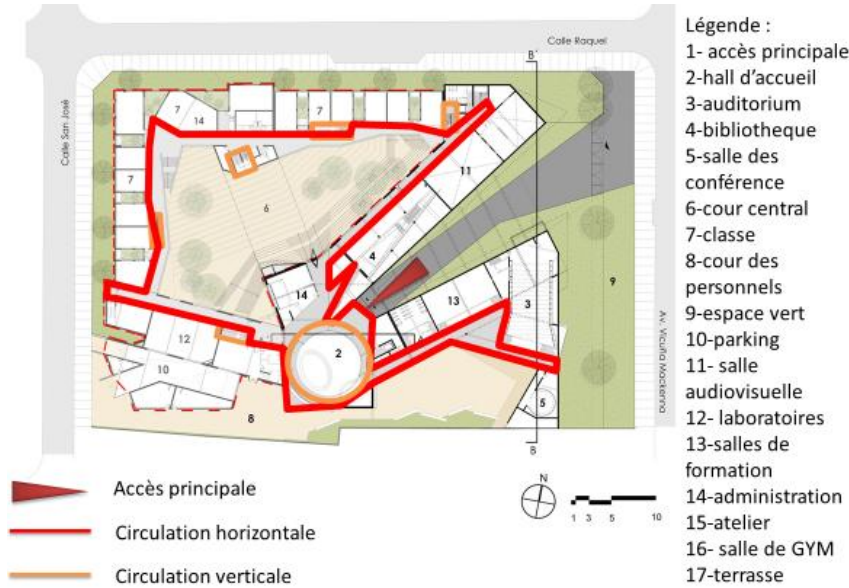 Calle Raquel
Calle San José
Av. Vicuña Mackenna
B'
7
14
7
7
11
6
4
14
13
3
9
2
12
10
5
8
B
N
1 3 5 10
Légende :
1- accès principale
2-hall d'accueil
3-auditorium
4-bibliotheque
5-salle des
conférence
6-cour central
7-classe
8-cour des
personnels
9-espace vert
10-parking
11- salle
audiovisuelle
12- laboratoires
13-salles de
formation
14-administration
15-atelier
16- salle de GYM
17-terrasse
Accès principale
Circulation horizontale
Circulation verticale